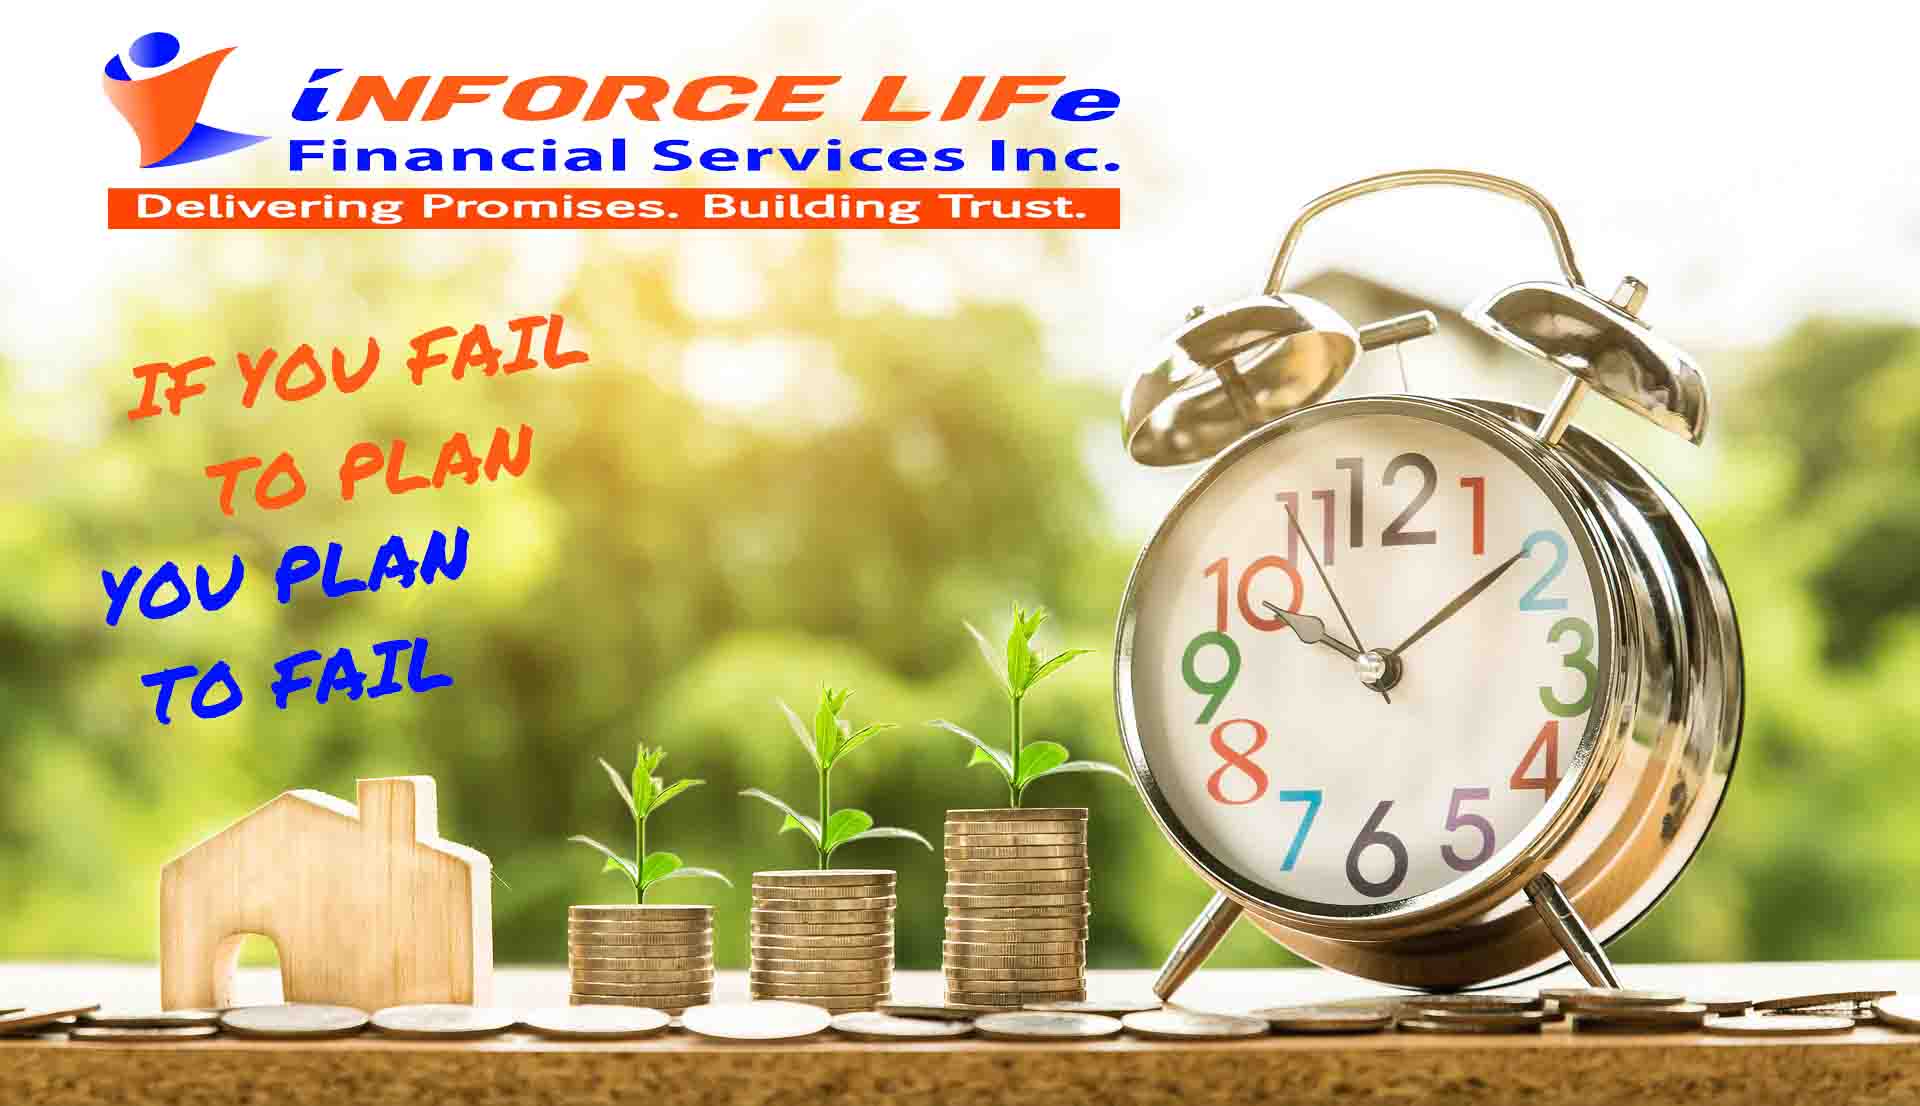 iNFORCE LIFe
Financial Services Inc.
Delivering Promises. Building Trust.
IF YOU FAIL
TO PLAN
YOU PLAN
TO FAIL
12
1
2
3
4
5
6
7
8
9
10
11